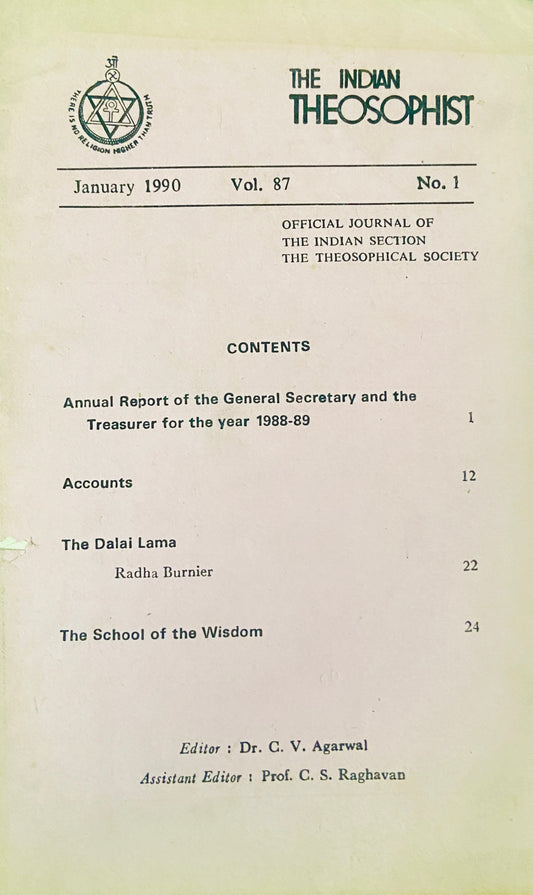 ओं
THERE IS NO RELIGION HIGHER THAN TRUTH
THE INDIAN
THEOSOPHIST
January 1990 Vol. 87 No. 1
OFFICIAL JOURNAL OF
THE INDIAN SECTION
THE THEOSOPHICAL SOCIETY
CONTENTS
Annual Report of the General Secretary and the
Treasurer for the year 1988-89 1
Accounts 12
The Dalai Lama
Radha Burnier 22
The School of the Wisdom 24
Editor : Dr. C. V. Agarwal
Assistant Editor : Prof. C. S. Raghavan